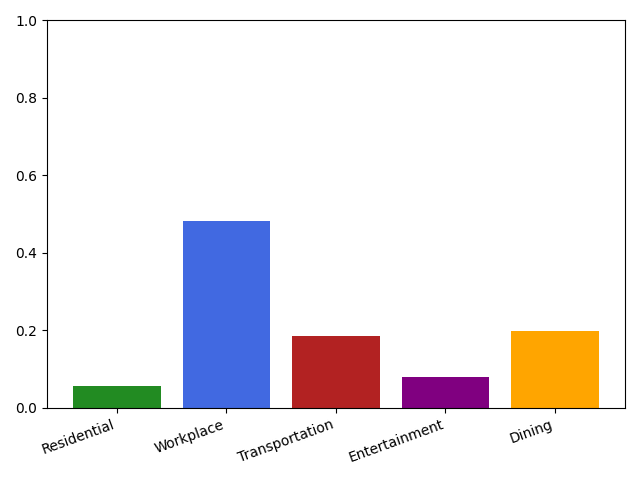 1.0
0.8
0.6
0.4
0.2
0.0
Residential
Workplace
Transportation
Entertainment
Dining